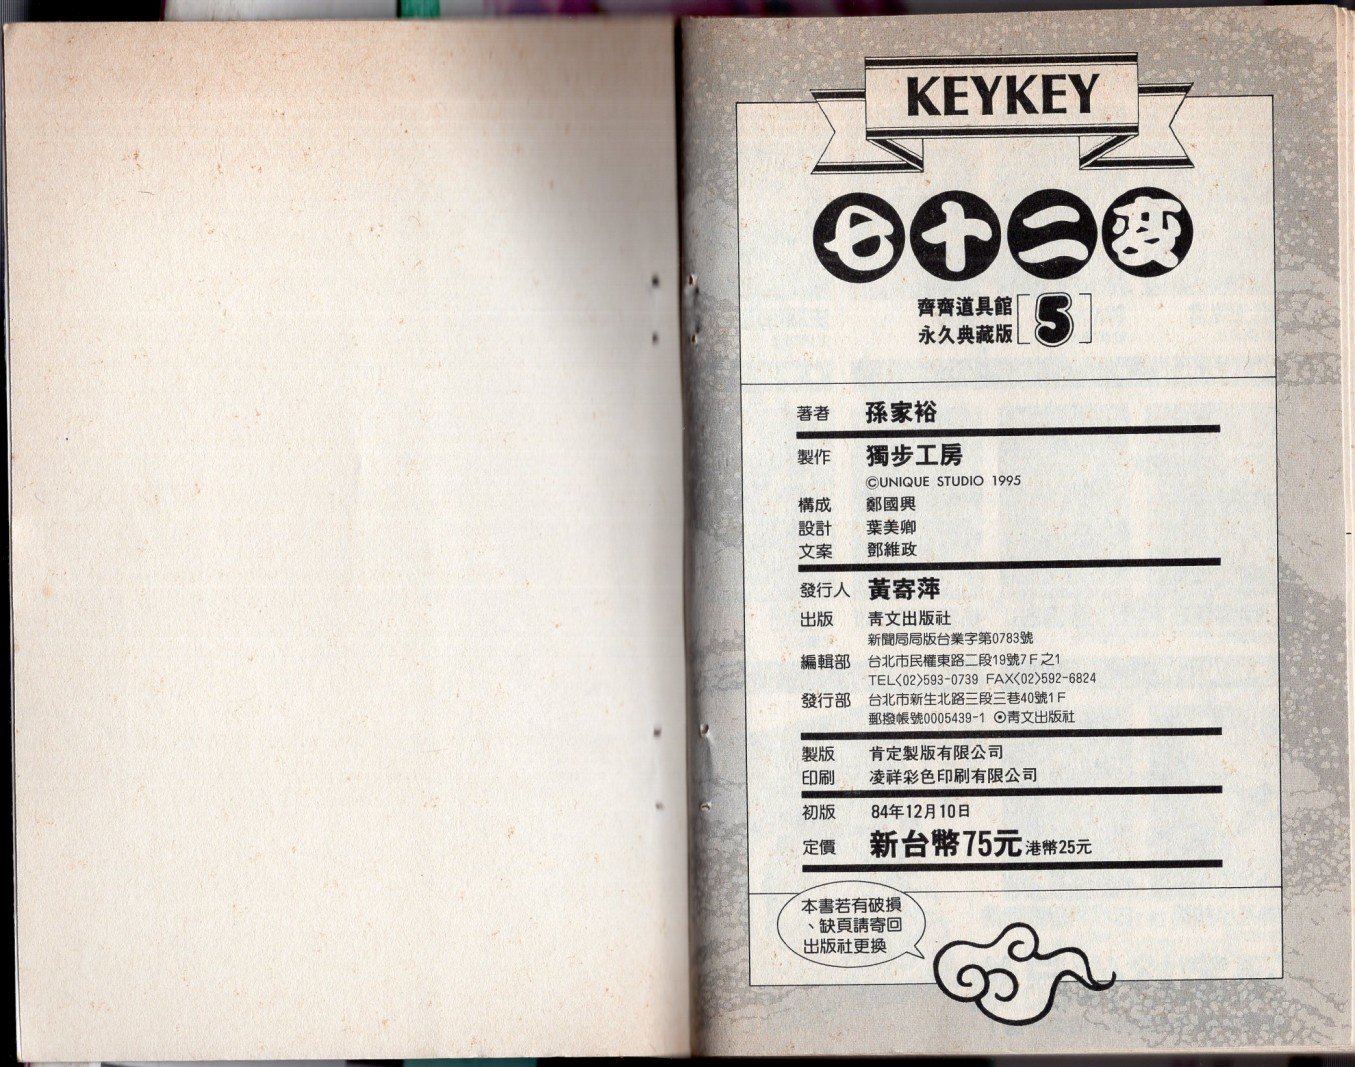 KEYKEY
七十二変
齊齊道具館
永久典藏版
[5]
著者 孫家裕
製作 獨步工房
©UNIQUE STUDIO 1995
構成 鄭國興
設計 葉美卿
文案 鄧維政
發行人 黃寄萍
出版 青文出版社
新聞局局版台業字第0783號
編輯部 台北市民權東路二段19號7F之1
TEL〈02〉593-0739 FAX〈02〉592-6824
發行部 台北市新生北路三段三巷40號1F
郵撥帳號0005439-1 ⊙青文出版社
製版 肯定製版有限公司
印刷 凌祥彩色印刷有限公司
初版 84年12月10日
定價 新台幣75元 港幣25元
本書若有破損
、缺頁請寄回
出版社更換